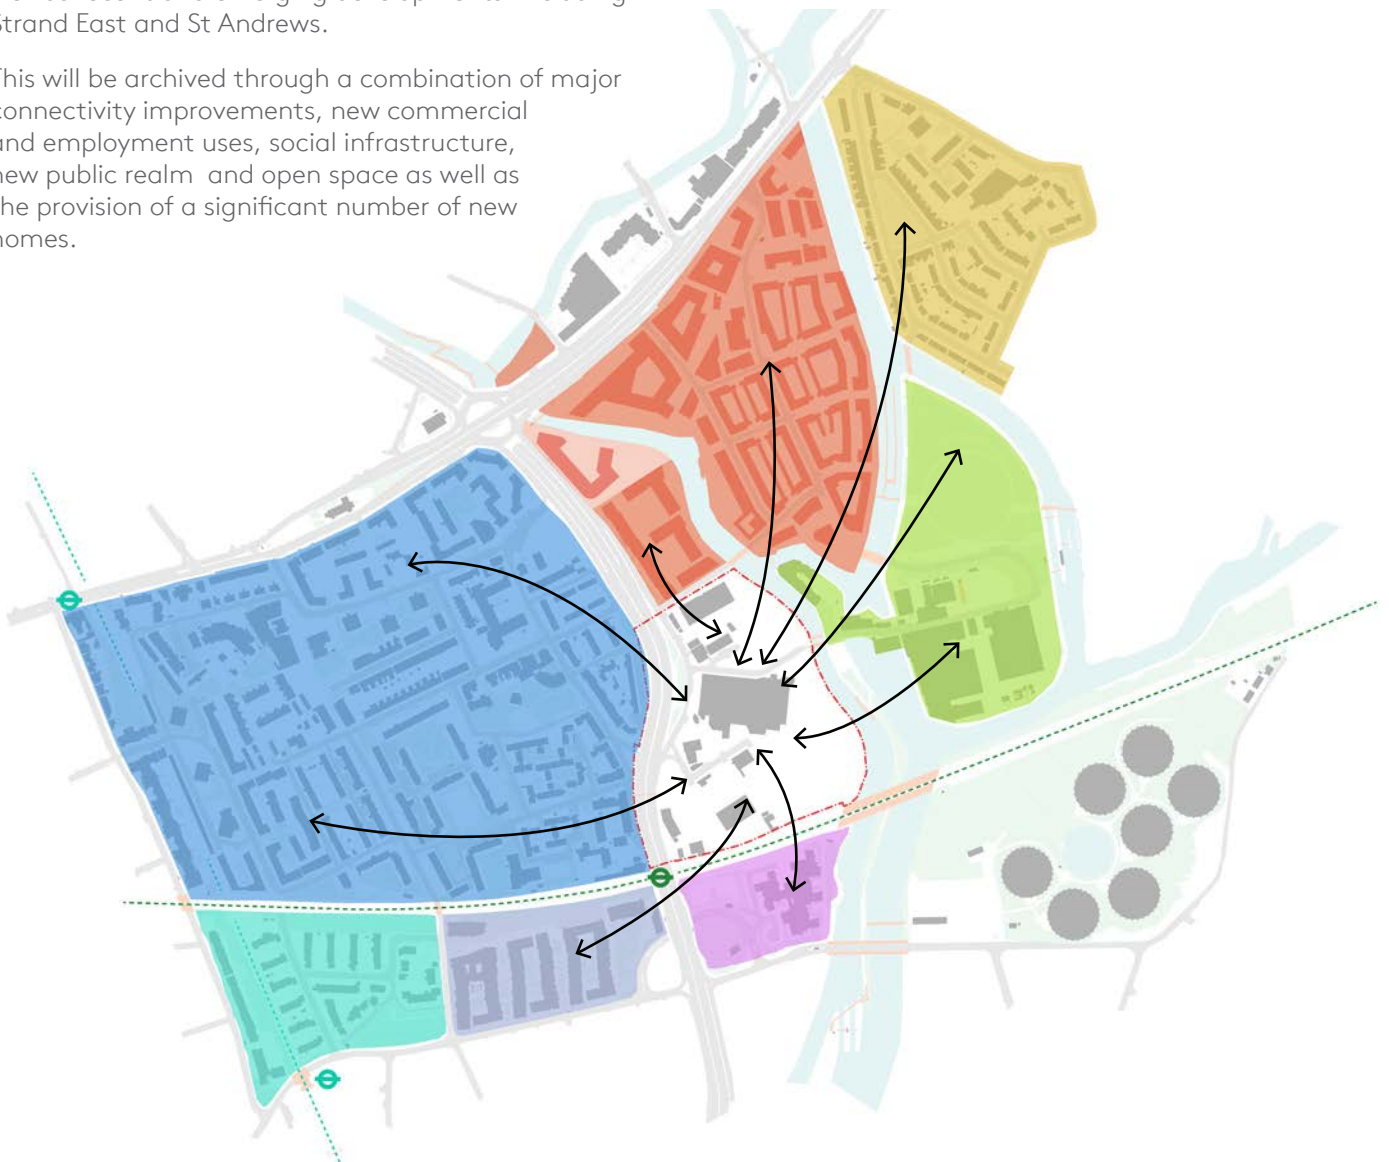 Strand East and St Andrews.
This will be archived through a combination of major
connectivity improvements, new commercial
and employment uses, social infrastructure,
new public realm and open space as well as
the provision of a significant number of new
homes.